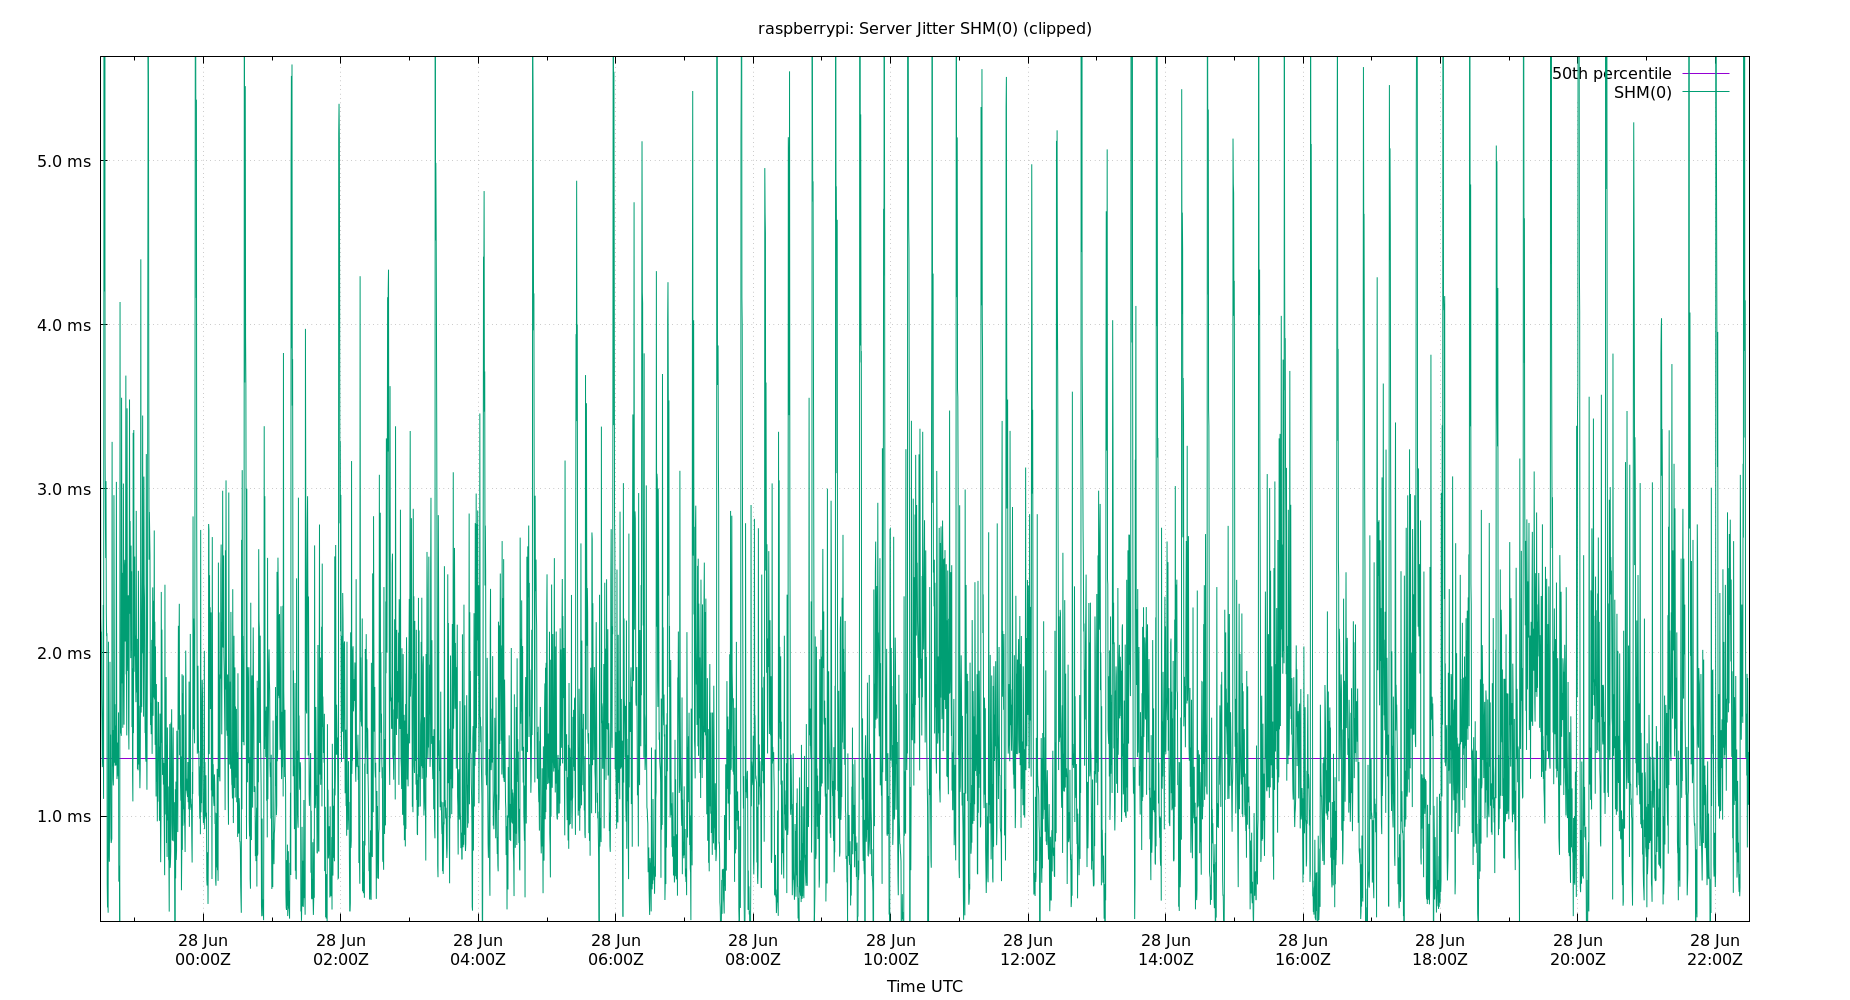 raspberrypi: Server Jitter SHM(0) (clipped)
50th percentile
SHM(0)
5.0 ms
4.0 ms
3.0 ms
2.0 ms
1.0 ms
28 Jun 28 Jun 28 Jun 28 Jun 28 Jun 28 Jun 28 Jun 28 Jun 28 Jun 28 Jun 28 Jun 28 Jun
00:00Z 02:00Z 04:00Z 06:00Z 08:00Z 10:00Z 12:00Z 14:00Z 16:00Z 18:00Z 20:00Z 22:00Z
Time UTC